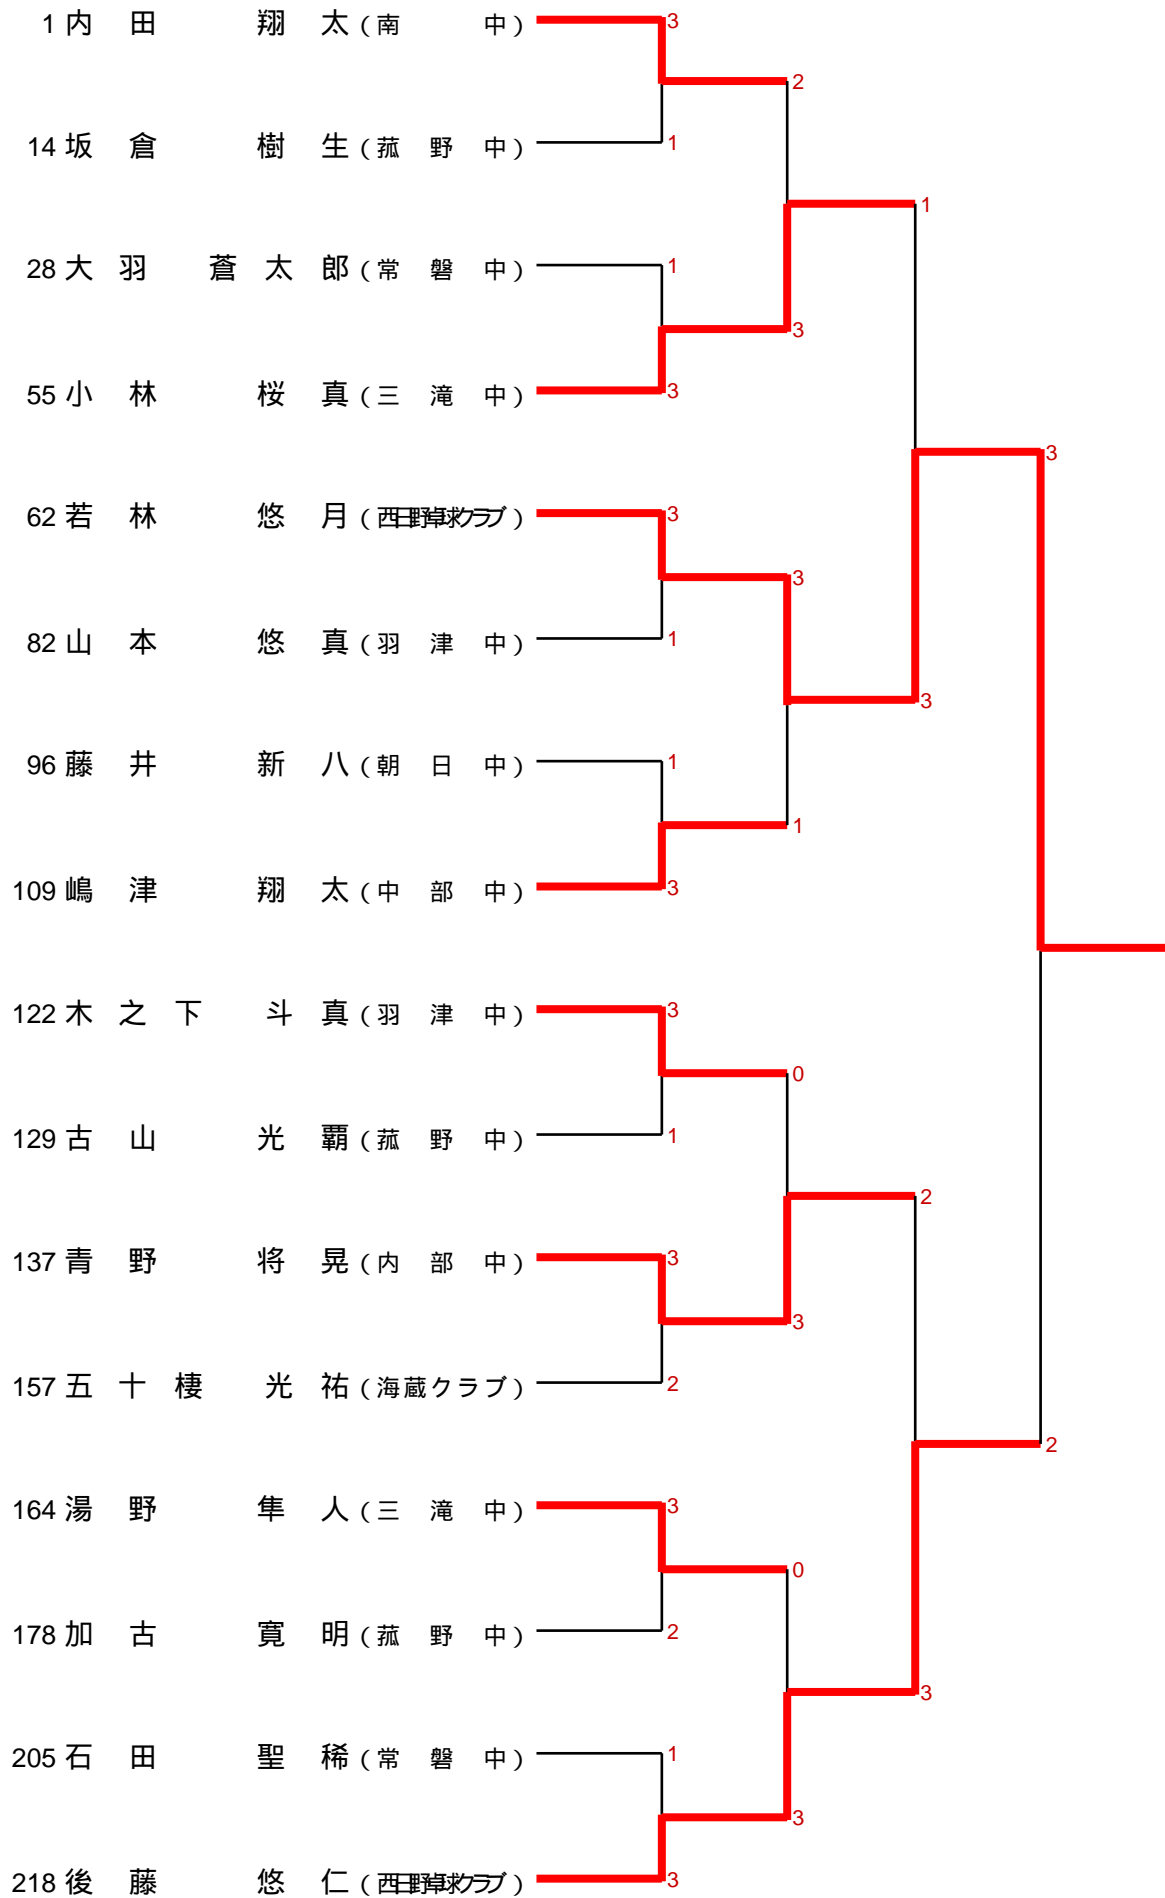 1 内田 翔太 (南中) 3
2
14 坂倉 樹生 (菰野中) 1
1
28 大羽 蒼太郎 (常磐中) 1
3
55 小林 桜真 (三滝中) 3
3
62 若林 悠月 (西日野卓球クラブ) 3
3
82 山本 悠真 (羽津中) 1
3
96 藤井 新八 (朝日中) 1
1
109 嶋津 翔太 (中部中) 3
122 木之下 斗真 (羽津中) 3
0
129 古山 光覇 (菰野中) 1
2
137 青野 将晃 (内部中) 3
3
157 五十棲 光祐 (海蔵クラブ) 2
2
164 湯野 隼人 (三滝中) 3
0
178 加古 寛明 (菰野中) 2
3
205 石田 聖稀 (常磐中) 1
3
218 後藤 悠仁 (西日野卓球クラブ) 3